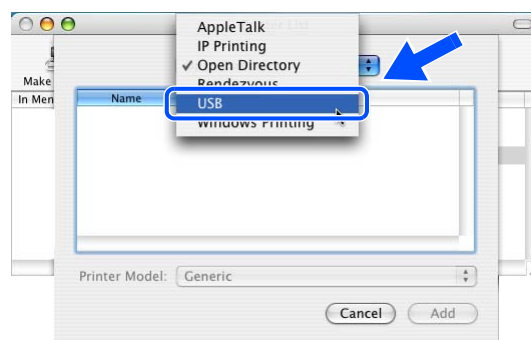 AppleTalk
IP Printing
✓ Open Directory
Rendezvous
Make
In Men
Name
USB
Windows Printing
Printer Model: Generic
Cancel
Add